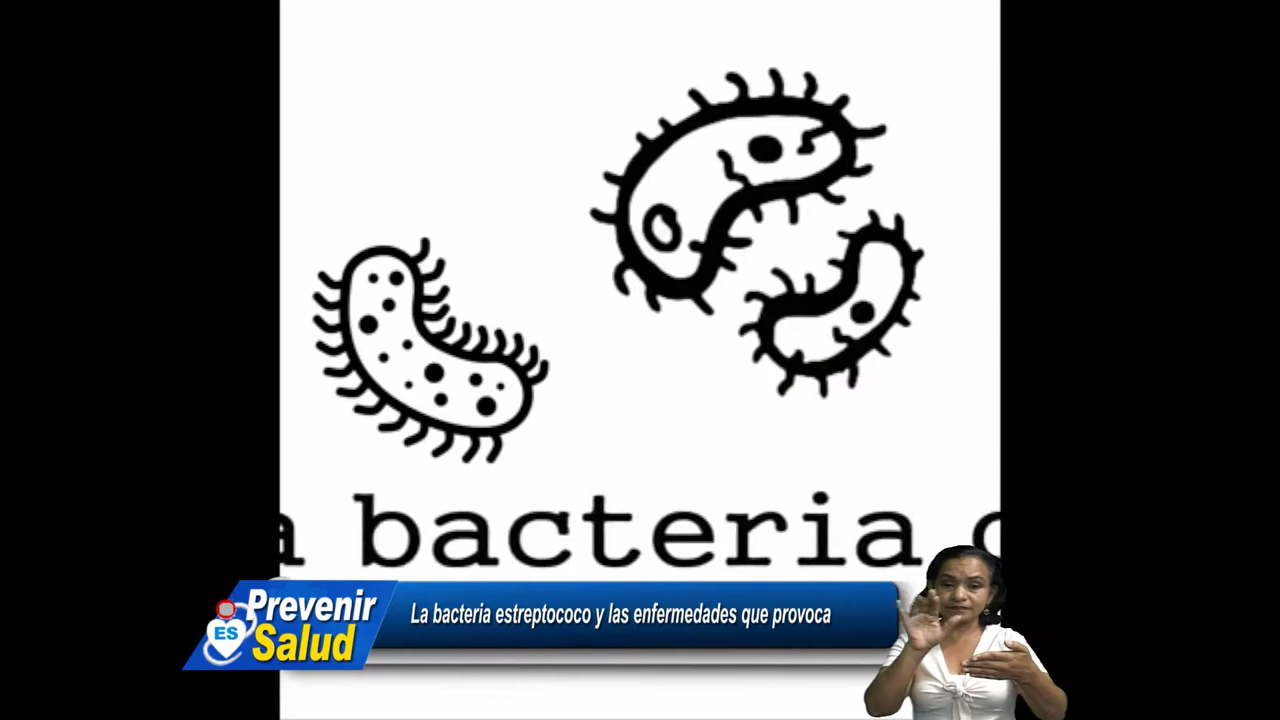 a bacteria
Prevenir
ES
Salud
La bacteria estreptococo y las enfermedades que provoca